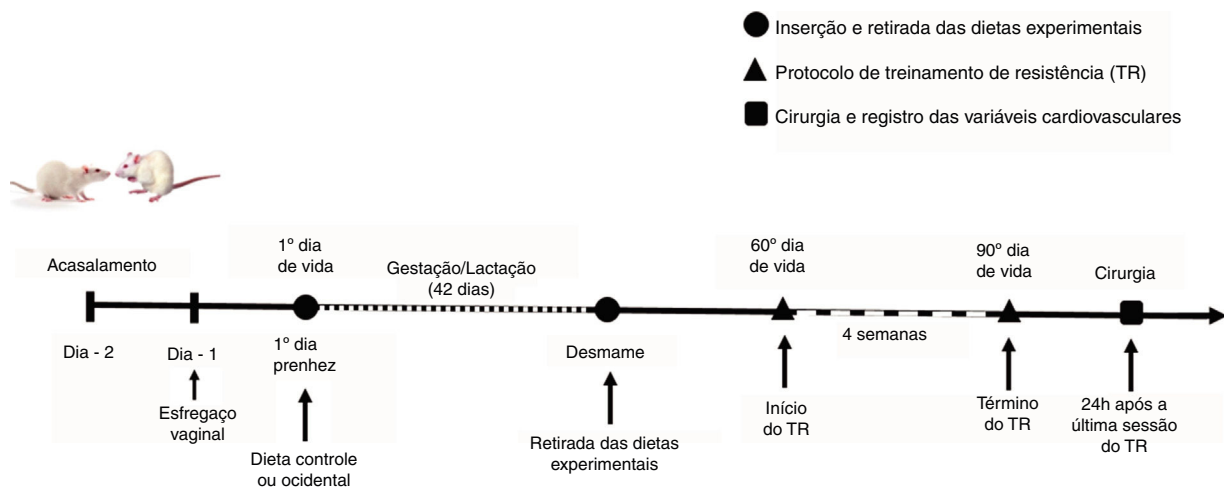 Inserção e retirada das dietas experimentais
Protocolo de treinamento de resistência (TR)
Cirurgia e registro das variáveis cardiovasculares
Acasalamento
1º dia
de vida
Gestação/Lactação
(42 dias)
60º dia
de vida
90º dia
de vida
Cirurgia
Dia - 2
Dia - 1
1º dia
prenhez
Desmame
4 semanas
Esfregaço
vaginal
Dieta controle
ou ocidental
Retirada das dietas
experimentais
Início
do TR
Término
do TR
24h após a
última sessão
do TR